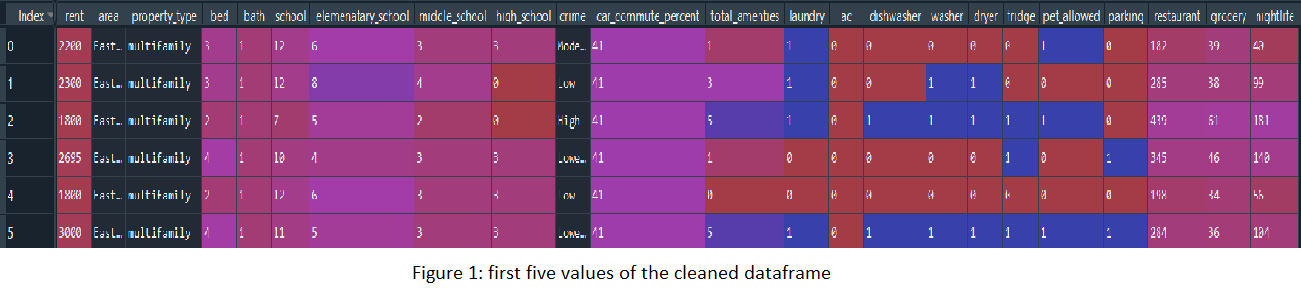 Index rent area property_type bed bath school elemenatary_school middle_school high_school crime car_commute_percent total_amenties laundry ac dishwasher washer dryer fridge pet_allowed parking restaurant grocery nightlife
0 2200 East... multifamily 3 1 12 6 3 3 Mode... 41 1 1 0 0 0 0 0 1 0 182 39 40
1 2300 East... multifamily 3 1 12 8 4 0 Low 41 3 1 0 0 1 1 0 0 0 285 38 99
2 1800 East... multifamily 2 1 7 5 2 0 High 41 5 1 0 1 1 1 1 1 0 439 61 181
3 2695 East... multifamily 4 1 10 4 3 3 Lowe... 41 1 0 0 0 0 0 1 0 1 345 46 140
4 1800 East... multifamily 2 1 12 6 3 3 Low 41 0 0 0 0 0 0 0 0 0 198 34 56
5 3000 East... multifamily 4 1 11 5 3 3 Lowe... 41 5 1 0 1 1 1 1 1 1 284 36 104
Figure 1: first five values of the cleaned dataframe